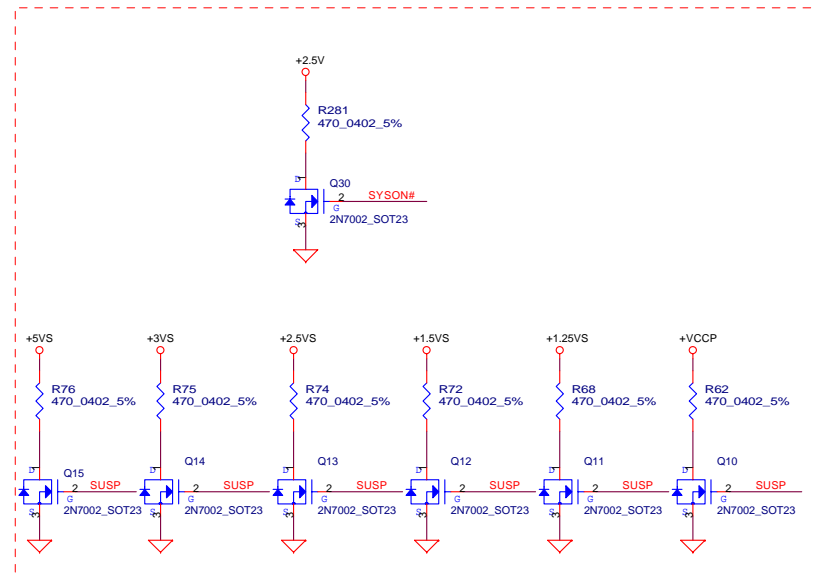 +2.5V
R281
470_0402_5%
D
Q30
2
SYSON#
G
S
3
2N7002_SOT23
+5VS
+3VS
+2.5VS
+1.5VS
+1.25VS
+VCCP
R76
470_0402_5%
R75
470_0402_5%
R74
470_0402_5%
R72
470_0402_5%
R68
470_0402_5%
R62
470_0402_5%
D
Q15
2
SUSP
G
S
3
2N7002_SOT23
D
Q14
2
SUSP
G
S
3
2N7002_SOT23
D
Q13
2
SUSP
G
S
3
2N7002_SOT23
D
Q12
2
SUSP
G
S
3
2N7002_SOT23
D
Q11
2
SUSP
G
S
3
2N7002_SOT23
D
Q10
2
SUSP
G
S
3
2N7002_SOT23